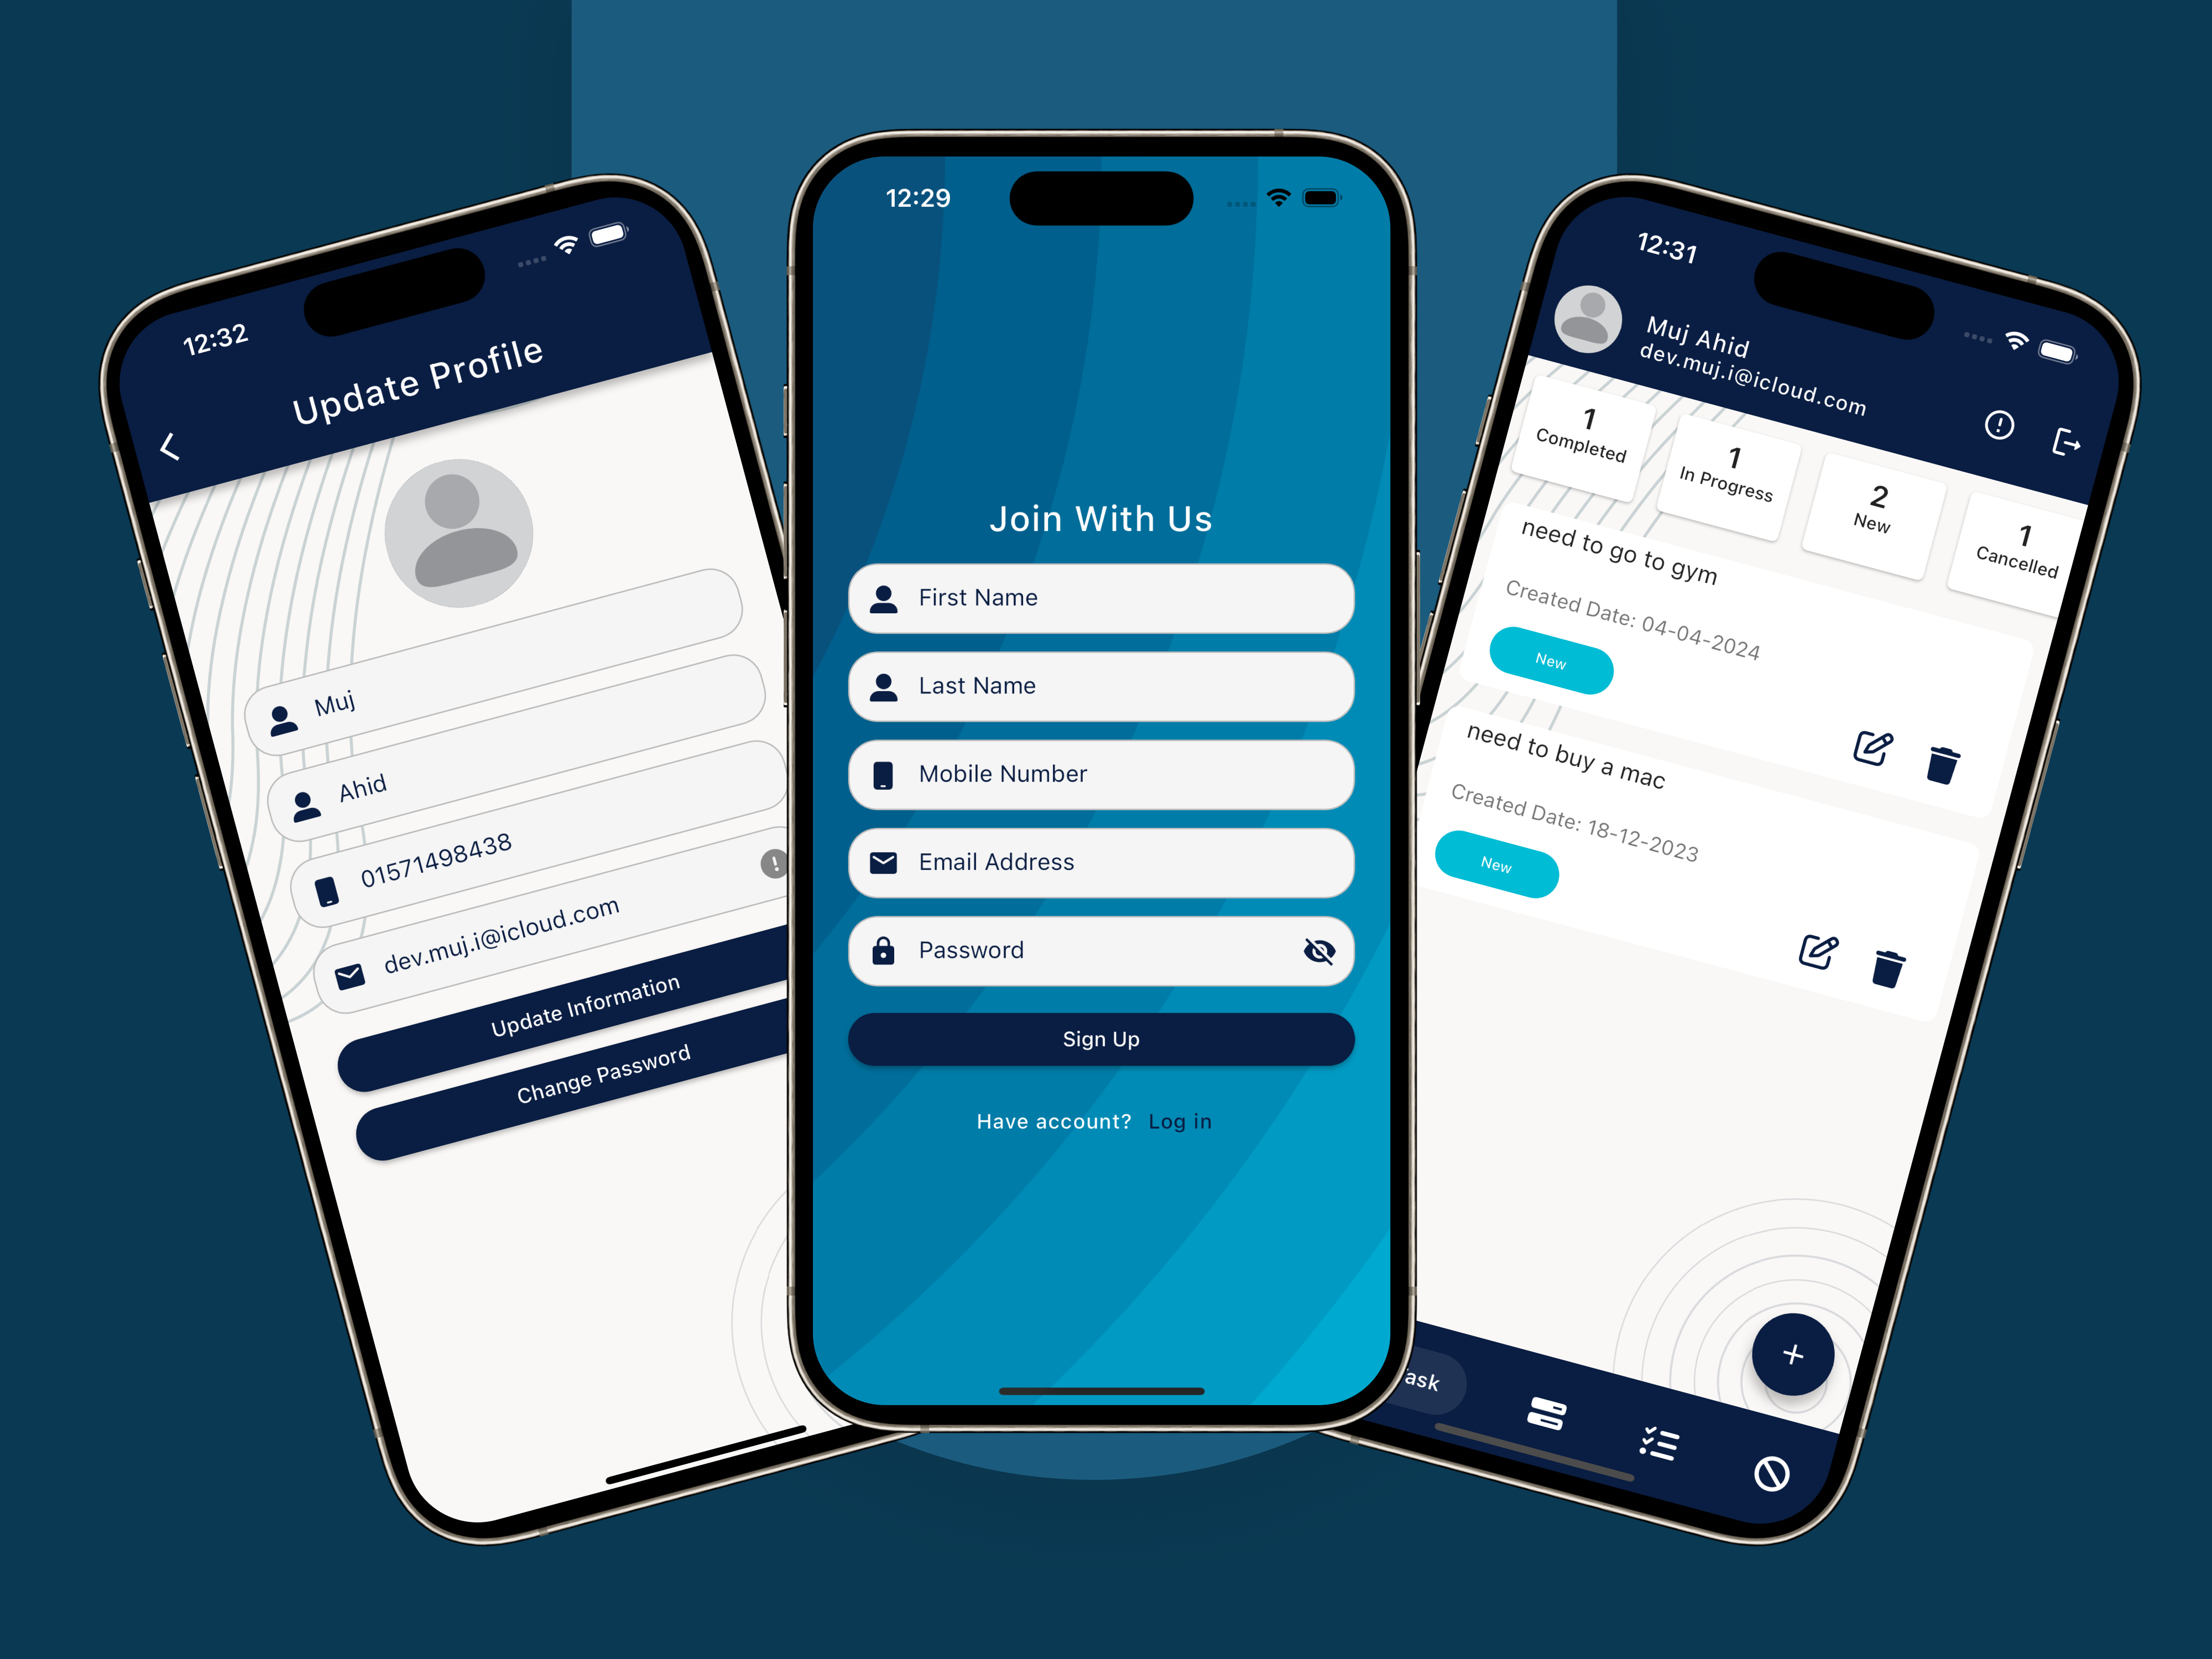 12:32
Update Profile
Muj
Ahid
01571498438
dev.muj.i@icloud.com
Update Information
Change Password
12:29
Join With Us
First Name
Last Name
Mobile Number
Email Address
Password
Sign Up
Have account? Log in
12:31
Muj Ahid
dev.muj.i@icloud.com
1
Completed
1
In Progress
2
New
1
Cancelled
need to go to gym
Created Date: 04-04-2024
New
need to buy a mac
Created Date: 18-12-2023
New